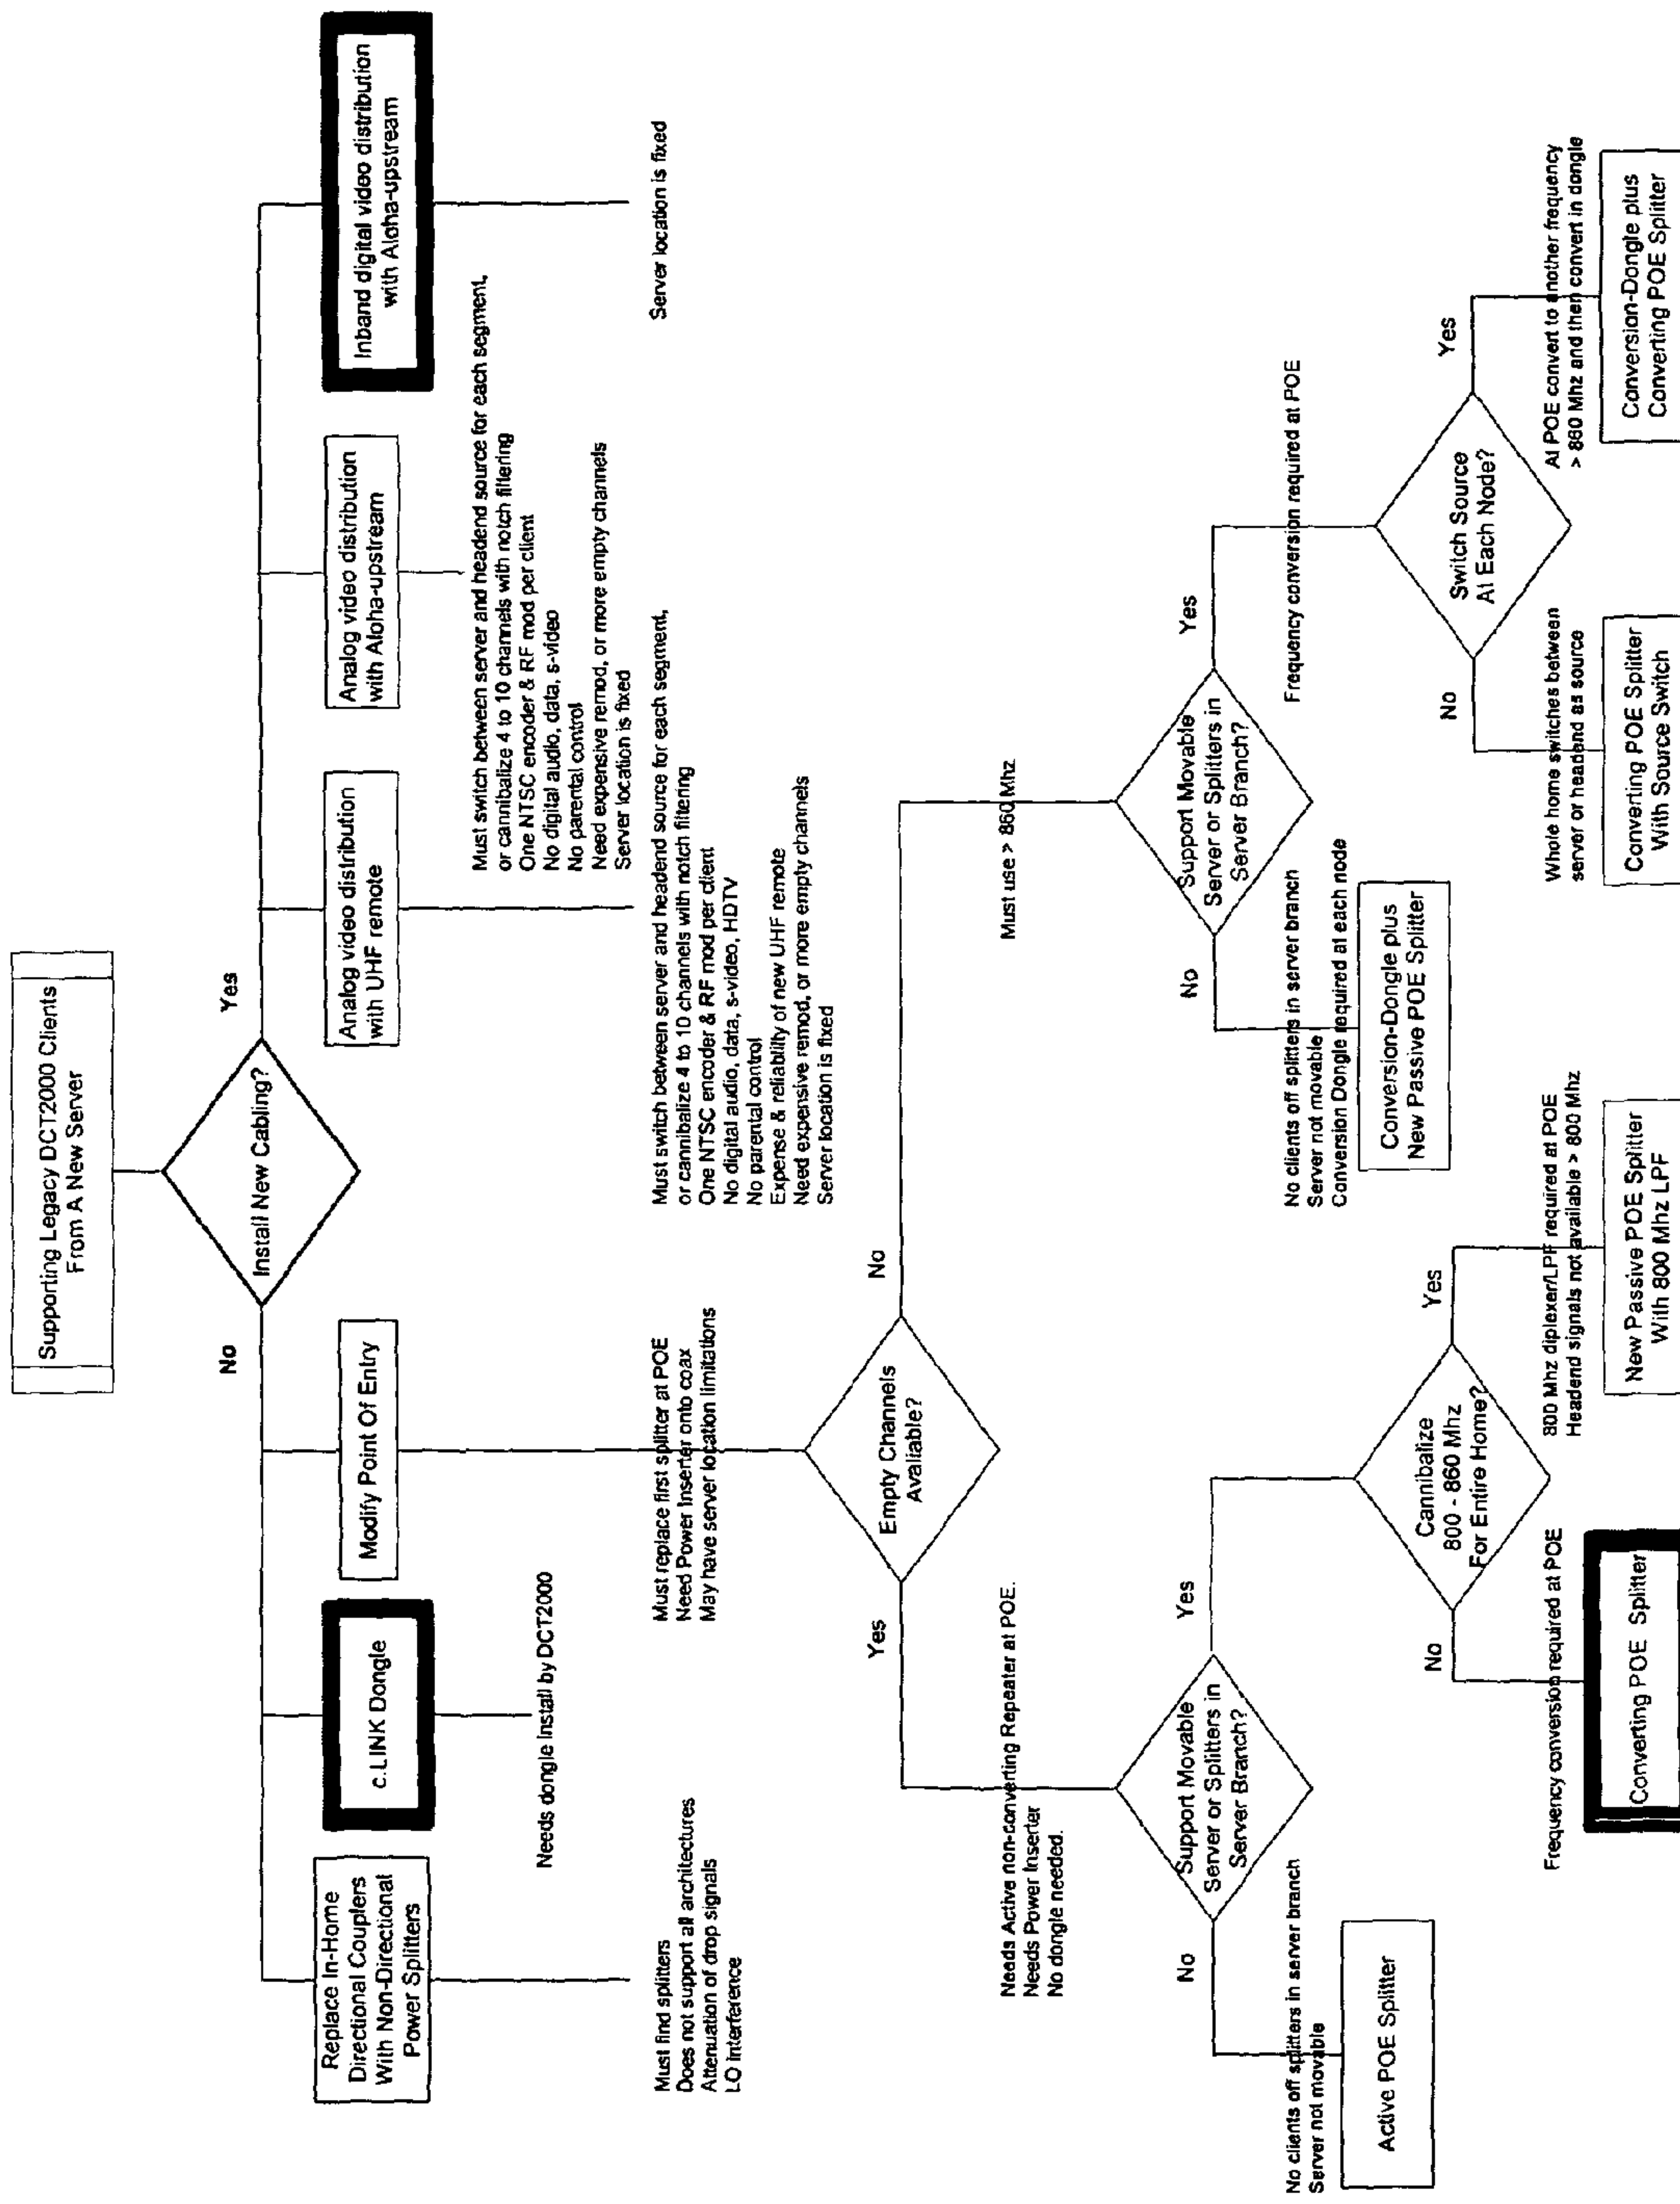 Supporting Legacy DCT2000 Clients
From A New Server
Install New Cabling?
No
Yes
Replace In-Home
Directional Couplers
With Non-Directional
Power Splitters
c.LINK Dongle
Modify Point Of Entry
Analog video distribution
with UHF remote
Analog video distribution
with Aloha-upstream
Inband digital video distribution
with Aloha-upstream
Must find splitters
Does not support all architectures
Attenuation of drop signals
LO interference
Needs dongle Install by DCT2000
Must replace first splitter at POE
Need Power Inserter onto coax
May have server location limitations
Must switch between server and headend source for each segment,
or cannibalize 4 to 10 channels with notch filtering
One NTSC encoder & RF mod per client
No digital audio, data, s-video, HDTV
No parental control
Expense & reliability of new UHF remote
Need expensive remod, or more empty channels
Server location is fixed
Must switch between server and headend source for each segment,
or cannibalize 4 to 10 channels with notch filtering
One NTSC encoder & RF mod per client
No digital audio, data, s-video
No parental control
Need expensive remod, or more empty channels
Server location is fixed
Server location is fixed
Empty Channels
Avaliable?
Yes
No
Needs Active non-converting Repeater at POE.
Needs Power Inserter
No dongle needed.
Must use > 860 Mhz
Support Movable
Server or Splitters in
Server Branch?
No
Yes
Support Movable
Server or Splitters in
Server Branch?
No
Yes
No clients off splitters in server branch
Server not movable
Active POE Splitter
Cannibalize
800 - 860 Mhz
For Entire Home?
No
Yes
Frequency conversion required at POE
Converting POE Splitter
800 Mhz diplexer/LPF required at POE
Headend signals not available > 800 Mhz
New Passive POE Splitter
With 800 Mhz LPF
No clients off splitters in server branch
Server not movable
Conversion Dongle required at each node
Conversion-Dongle plus
New Passive POE Splitter
Frequency conversion required at POE
Switch Source
At Each Node?
No
Yes
Whole home switches between
server or headend as source
Converting POE Splitter
With Source Switch
At POE convert to another frequency
> 860 Mhz and then convert in dongle
Conversion-Dongle plus
Converting POE Splitter